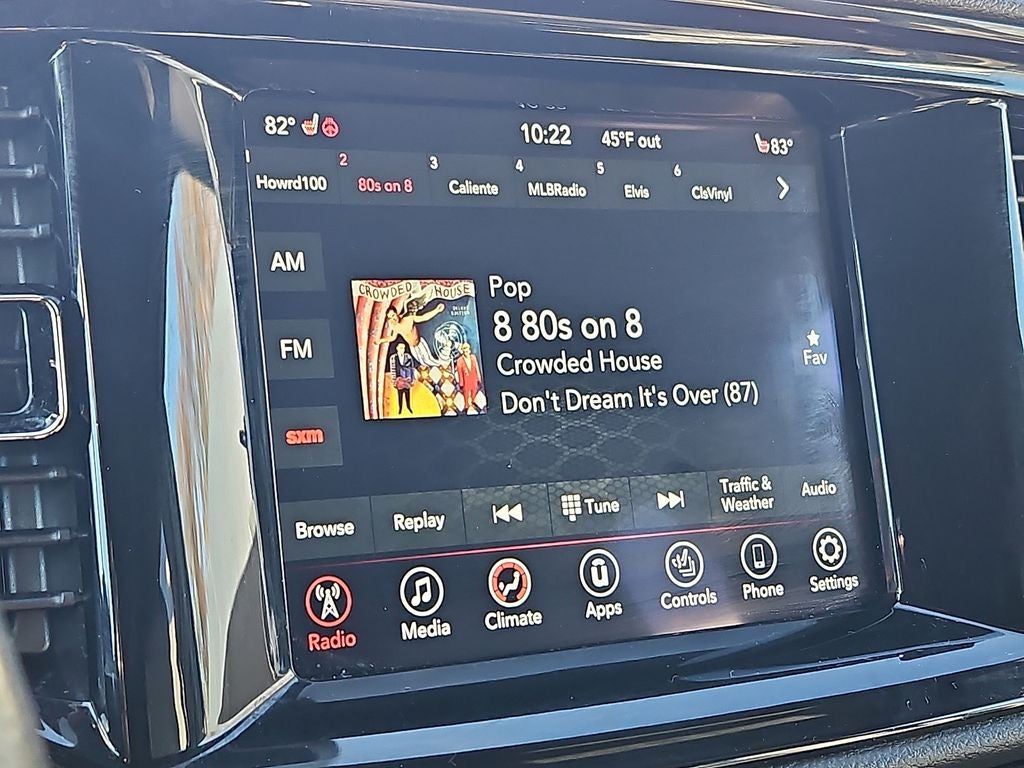 82° 10:22 45°F out 83°
1 2 3 4 5 6
Howrd100 80s on 8 Caliente MLBRadio Elvis ClsVinyl
AM
FM
sxm
CROWDED HOUSE
DELUXE
EDITION
Pop
8 80s on 8
Crowded House
Don't Dream It's Over (87)
Fav
Browse Replay Tune Traffic & Weather Audio
Radio Media Climate Apps Controls Phone Settings